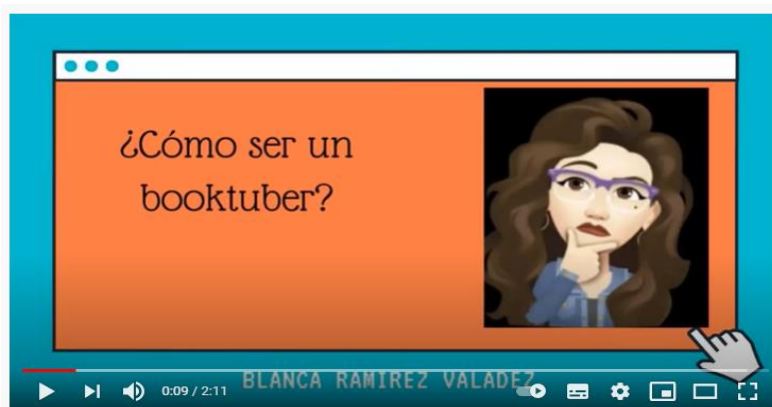 ¿Cómo ser un
booktuber?
BLANCA RAMIREZ VALADEZ
0:09 / 2:11